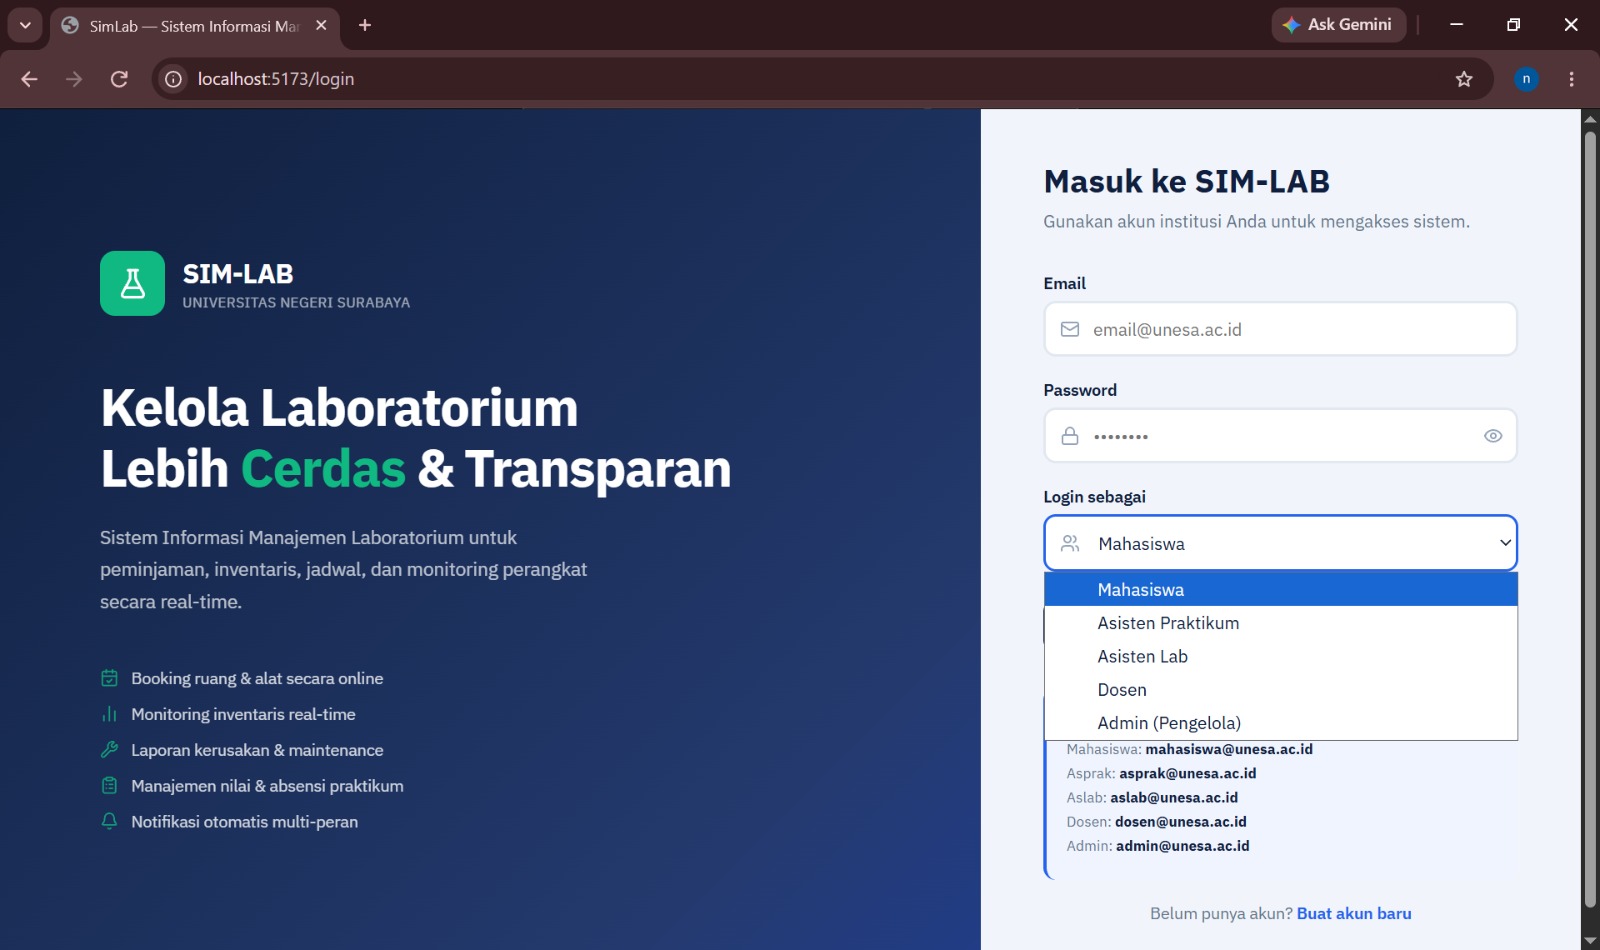 SimLab — Sistem Informasi Mar
Ask Gemini
localhost:5173/login
n
SIM-LAB
UNIVERSITAS NEGERI SURABAYA
Kelola Laboratorium
Lebih Cerdas & Transparan
Sistem Informasi Manajemen Laboratorium untuk
peminjaman, inventaris, jadwal, dan monitoring perangkat
secara real-time.
Booking ruang & alat secara online
Monitoring inventaris real-time
Laporan kerusakan & maintenance
Manajemen nilai & absensi praktikum
Notifikasi otomatis multi-peran
Masuk ke SIM-LAB
Gunakan akun institusi Anda untuk mengakses sistem.
Email
email@unesa.ac.id
Password
••••••••
Login sebagai
Mahasiswa
Mahasiswa
Asisten Praktikum
Asisten Lab
Dosen
Admin (Pengelola)
Mahasiswa: mahasiswa@unesa.ac.id
Asprak: asprak@unesa.ac.id
Aslab: aslab@unesa.ac.id
Dosen: dosen@unesa.ac.id
Admin: admin@unesa.ac.id
Belum punya akun? Buat akun baru